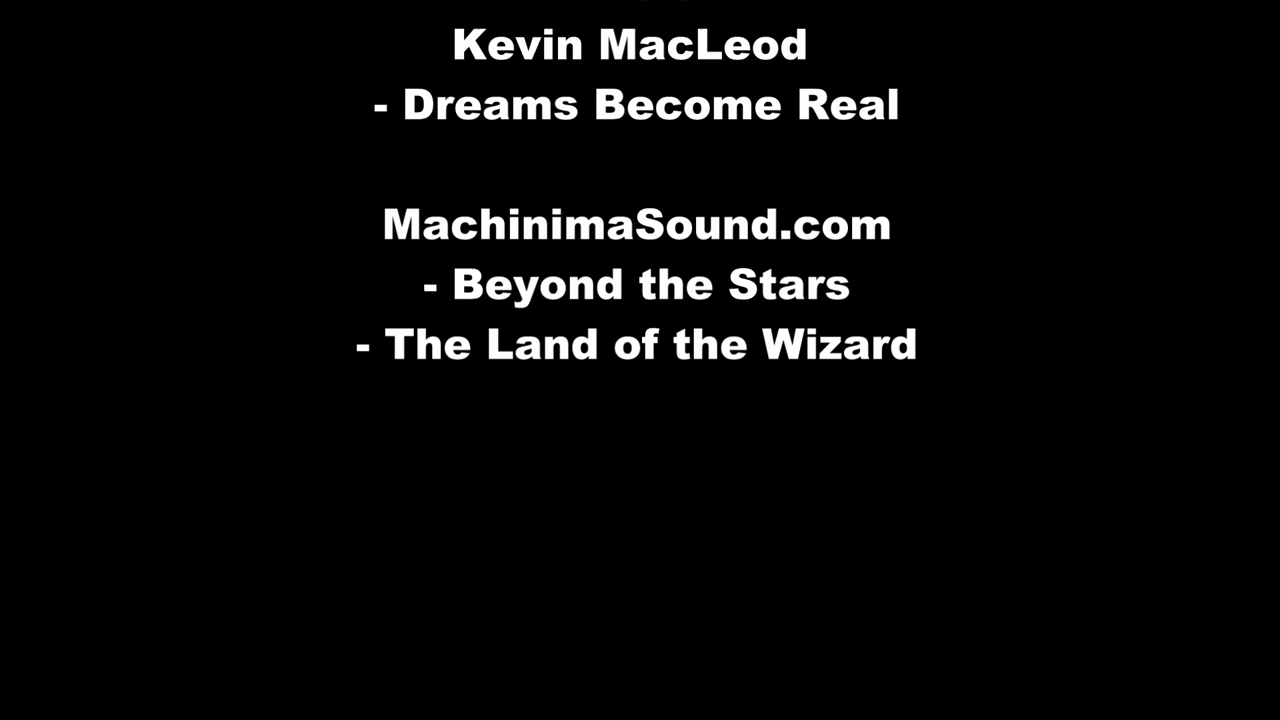 Kevin MacLeod
- Dreams Become Real
MachinimaSound.com
- Beyond the Stars
- The Land of the Wizard